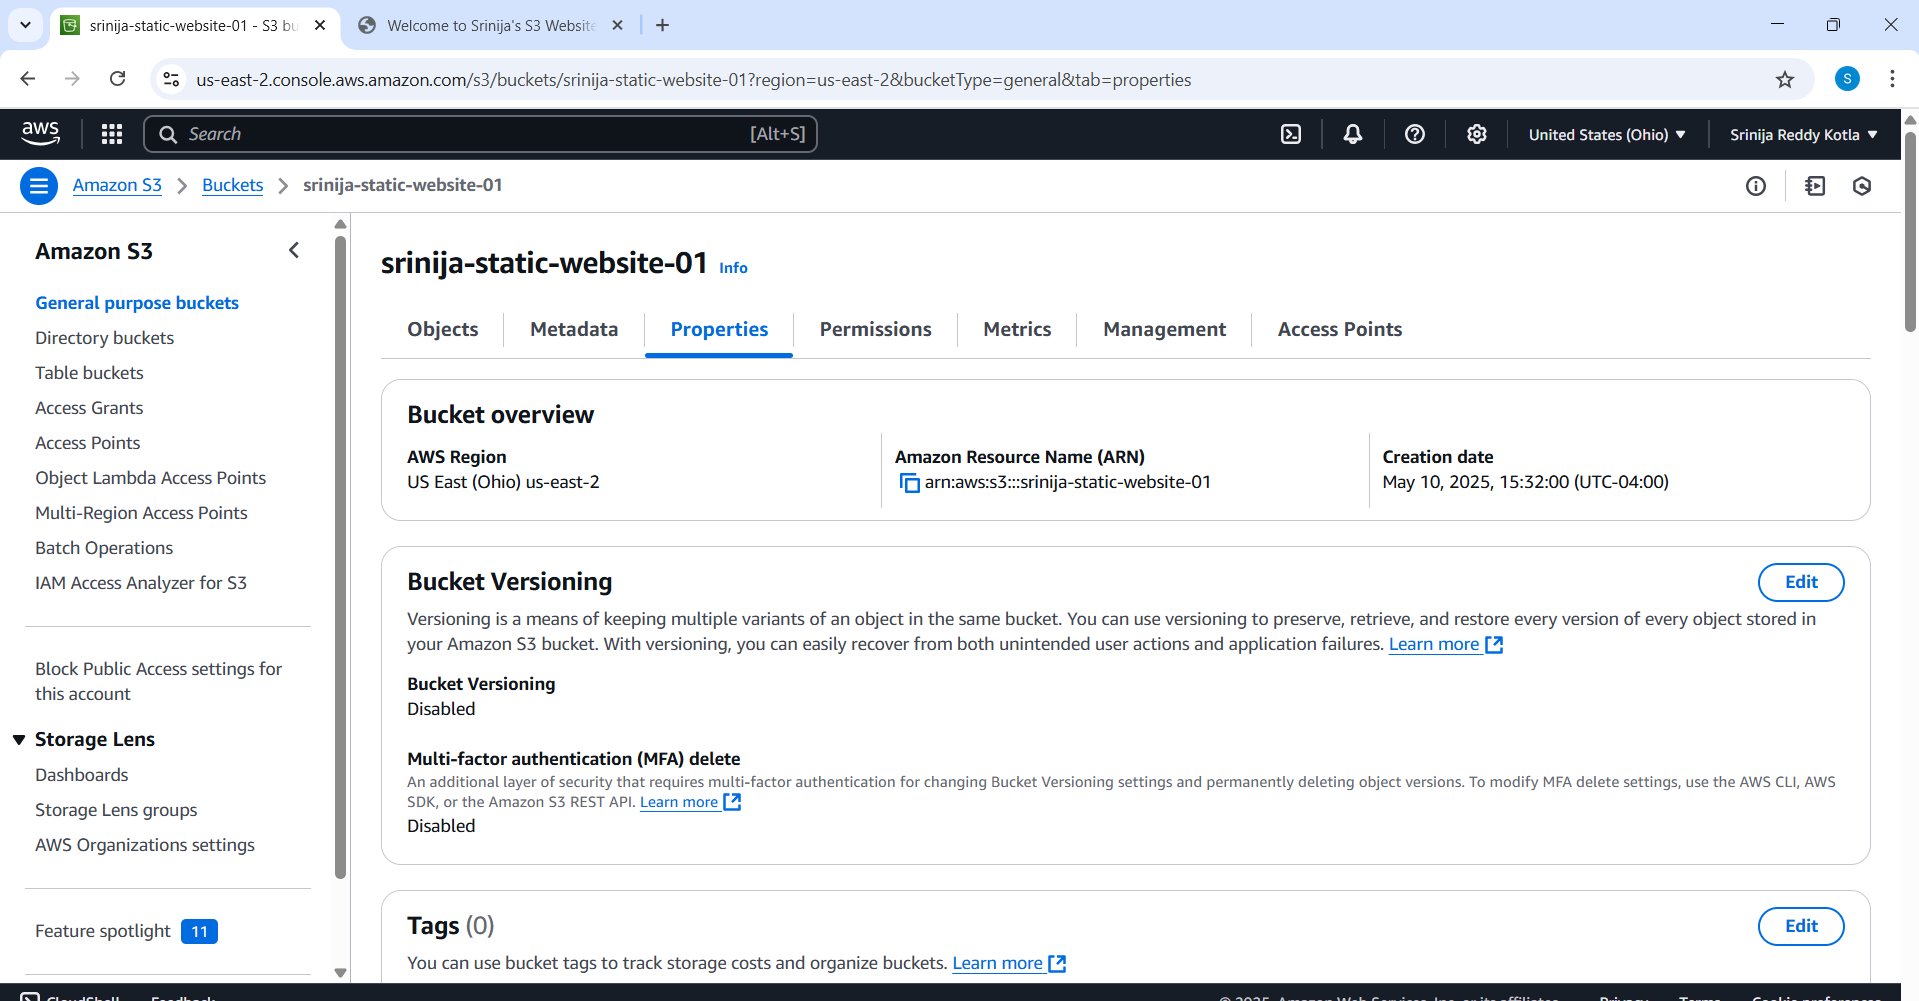 srinija-static-website-01 - S3 bu
Welcome to Srinija's S3 Website
us-east-2.console.aws.amazon.com/s3/buckets/srinija-static-website-01?region=us-east-2&bucketType=general&tab=properties
S
aws
Search
[Alt+S]
United States (Ohio)
Srinija Reddy Kotla
Amazon S3
Buckets
srinija-static-website-01
Amazon S3
General purpose buckets
Directory buckets
Table buckets
Access Grants
Access Points
Object Lambda Access Points
Multi-Region Access Points
Batch Operations
IAM Access Analyzer for S3
Block Public Access settings for
this account
Storage Lens
Dashboards
Storage Lens groups
AWS Organizations settings
Feature spotlight 11
srinija-static-website-01 Info
Objects
Metadata
Properties
Permissions
Metrics
Management
Access Points
Bucket overview
AWS Region
US East (Ohio) us-east-2
Amazon Resource Name (ARN)
arn:aws:s3:::srinija-static-website-01
Creation date
May 10, 2025, 15:32:00 (UTC-04:00)
Bucket Versioning
Edit
Versioning is a means of keeping multiple variants of an object in the same bucket. You can use versioning to preserve, retrieve, and restore every version of every object stored in
your Amazon S3 bucket. With versioning, you can easily recover from both unintended user actions and application failures. Learn more
Bucket Versioning
Disabled
Multi-factor authentication (MFA) delete
An additional layer of security that requires multi-factor authentication for changing Bucket Versioning settings and permanently deleting object versions. To modify MFA delete settings, use the AWS CLI, AWS
SDK, or the Amazon S3 REST API. Learn more
Disabled
Tags (0)
Edit
You can use bucket tags to track storage costs and organize buckets. Learn more
CloudShell
Feedback
© 2025, Amazon Web Services, Inc. or its affiliates.
Privacy
Terms
Cookie preferences